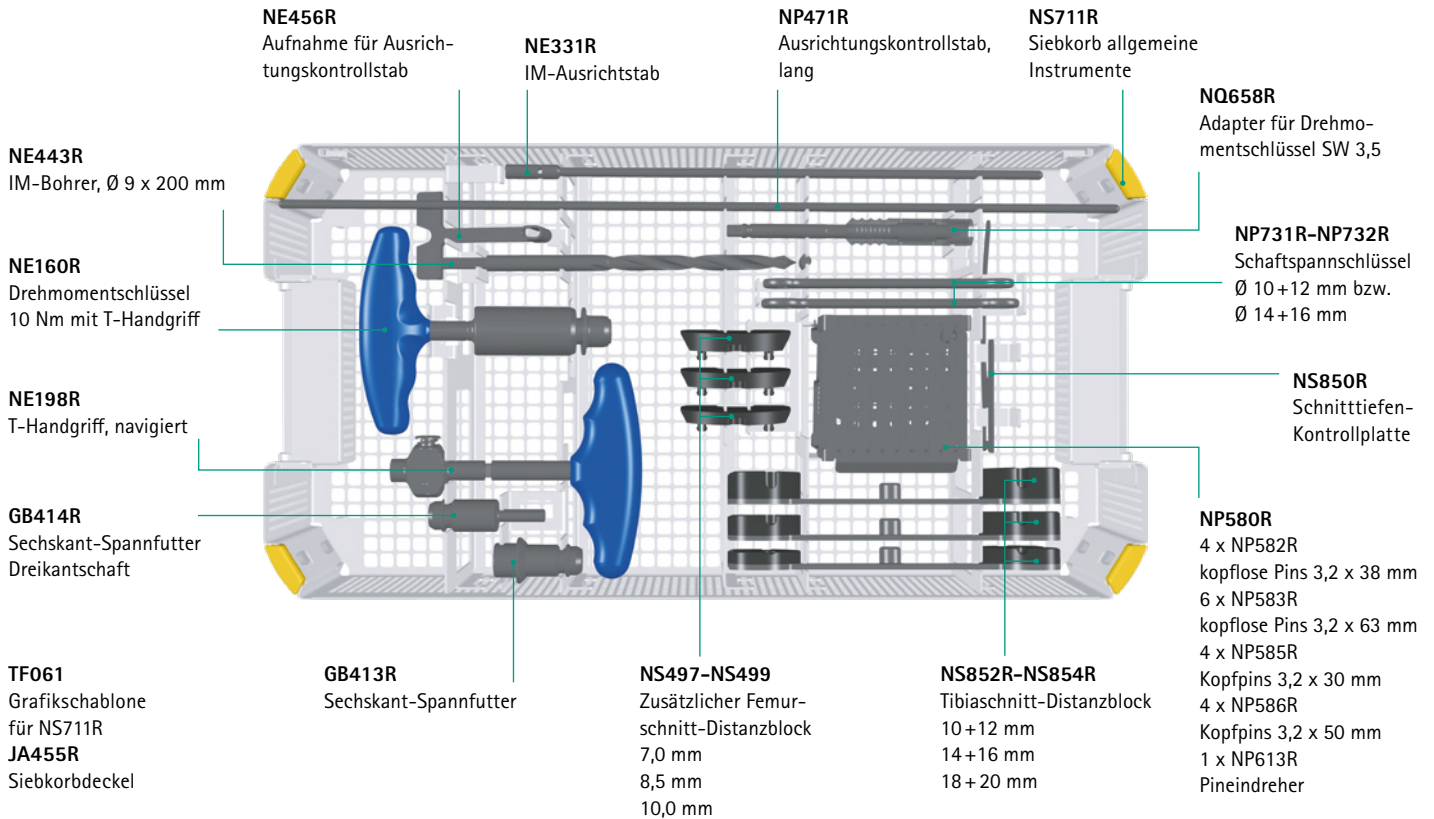 NE456R
Aufnahme für Ausrich-
tungskontrollstab
NE331R
IM-Ausrichtstab
NP471R
Ausrichtungskontrollstab,
lang
NS711R
Siebkorb allgemeine
Instrumente
NQ658R
Adapter für Drehmo-
mentschlüssel SW 3,5
NE443R
IM-Bohrer, Ø 9 x 200 mm
NP731R-NP732R
Schaftspannschlüssel
Ø 10+12 mm bzw.
Ø 14+16 mm
NE160R
Drehmomentschlüssel
10 Nm mit T-Handgriff
NS850R
Schnitttiefen-
Kontrollplatte
NE198R
T-Handgriff, navigiert
GB414R
Sechskant-Spannfutter
Dreikantschaft
NP580R
4 x NP582R
kopflose Pins 3,2 x 38 mm
6 x NP583R
kopflose Pins 3,2 x 63 mm
4 x NP585R
Kopfpins 3,2 x 30 mm
4 x NP586R
Kopfpins 3,2 x 50 mm
1 x NP613R
Pineindreher
TF061
Grafikschablone
für NS711R
JA455R
Siebkorbdeckel
GB413R
Sechskant-Spannfutter
NS497-NS499
Zusätzlicher Femur-
schnitt-Distanzblock
7,0 mm
8,5 mm
10,0 mm
NS852R-NS854R
Tibiaschnitt-Distanzblock
10+12 mm
14+16 mm
18+20 mm